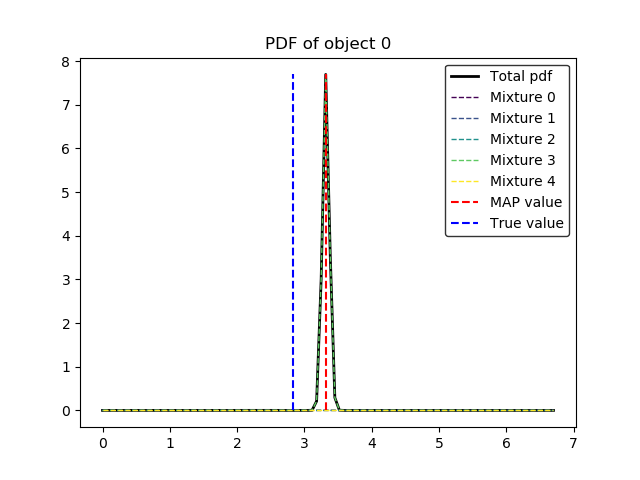 PDF of object 0
8
7
6
5
4
3
2
1
0
0 1 2 3 4 5 6 7
Total pdf
Mixture 0
Mixture 1
Mixture 2
Mixture 3
Mixture 4
MAP value
True value